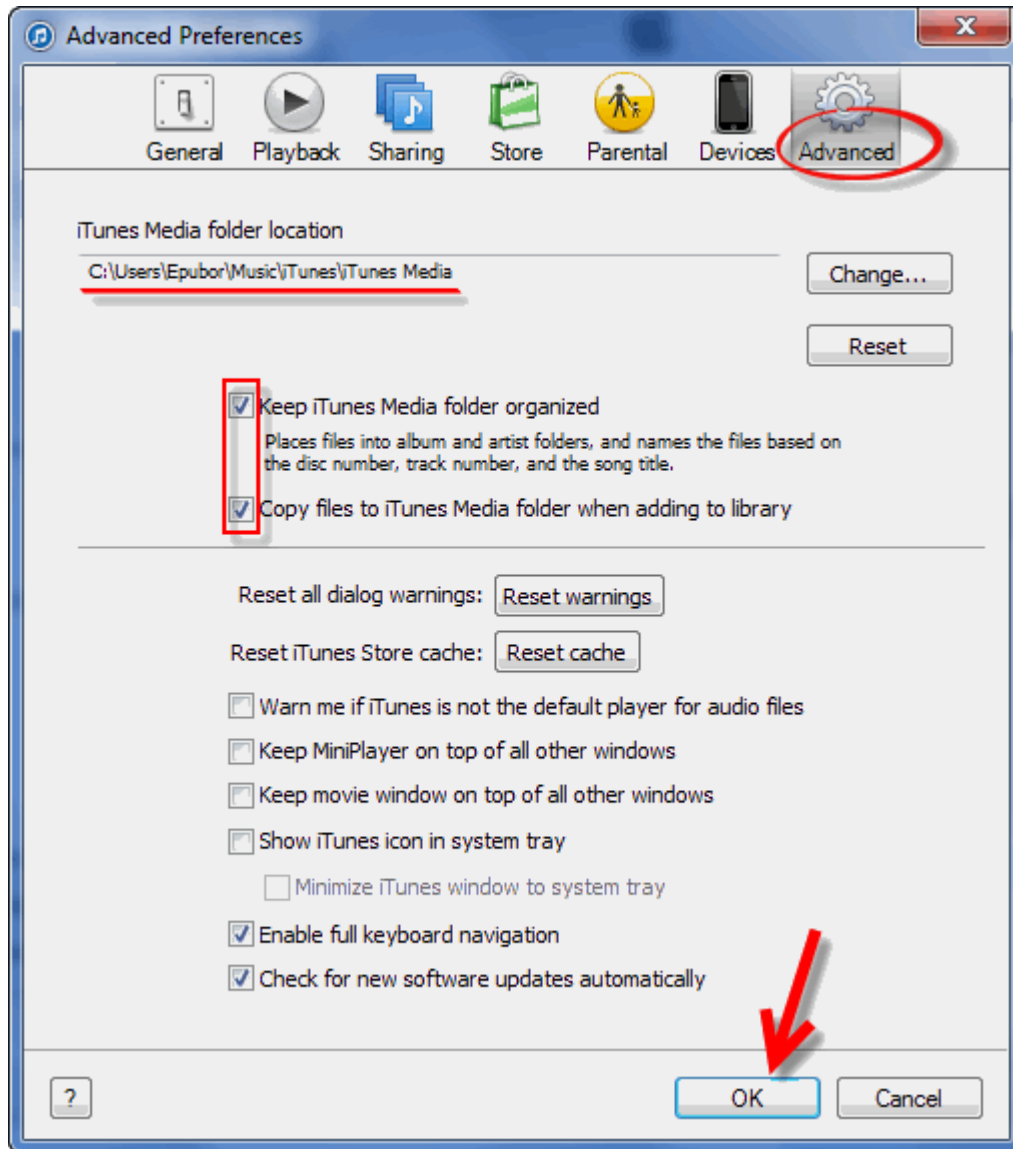 Advanced Preferences
General Playback Sharing Store Parental Devices Advanced
iTunes Media folder location
C:\Users\Epubor\Music\iTunes\iTunes Media
Change...
Reset
Keep iTunes Media folder organized
Places files into album and artist folders, and names the files based on
the disc number, track number, and the song title.
Copy files to iTunes Media folder when adding to library
Reset all dialog warnings: Reset warnings
Reset iTunes Store cache: Reset cache
Warn me if iTunes is not the default player for audio files
Keep MiniPlayer on top of all other windows
Keep movie window on top of all other windows
Show iTunes icon in system tray
Minimize iTunes window to system tray
Enable full keyboard navigation
Check for new software updates automatically
? OK Cancel